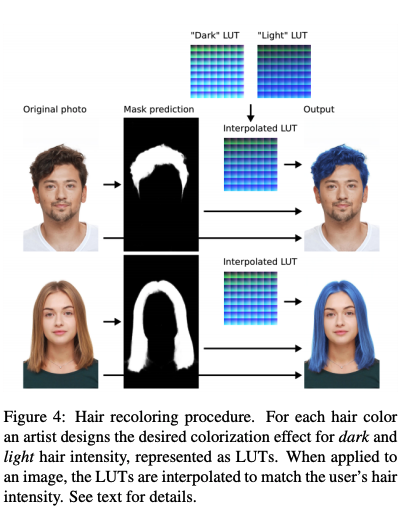 "Dark" LUT
"Light" LUT
Original photo
Mask prediction
Output
Interpolated LUT
Interpolated LUT
Figure 4: Hair recoloring procedure. For each hair color
an artist designs the desired colorization effect for dark and
light hair intensity, represented as LUTs. When applied to
an image, the LUTs are interpolated to match the user's hair
intensity. See text for details.